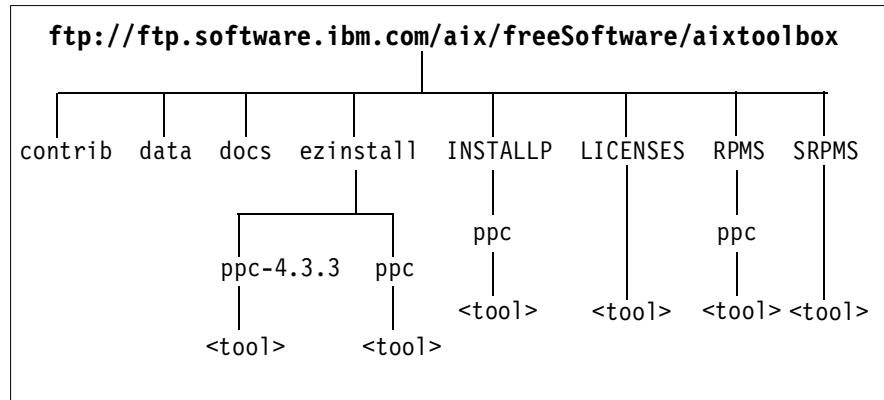 ftp://ftp.software.ibm.com/aix/freeSoftware/aixtoolbox
contrib data docs ezinstall INSTALLP LICENSES RPMS SRPMS
ppc ppc
ppc-4.3.3 ppc
<tool> <tool> <tool> <tool>
<tool> <tool>